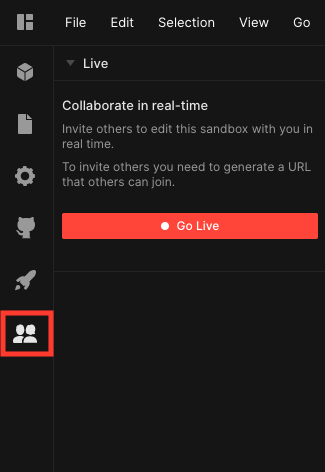 File Edit Selection View Go
Live
Collaborate in real-time
Invite others to edit this sandbox with you in
real time.
To invite others you need to generate a URL
that others can join.
Go Live